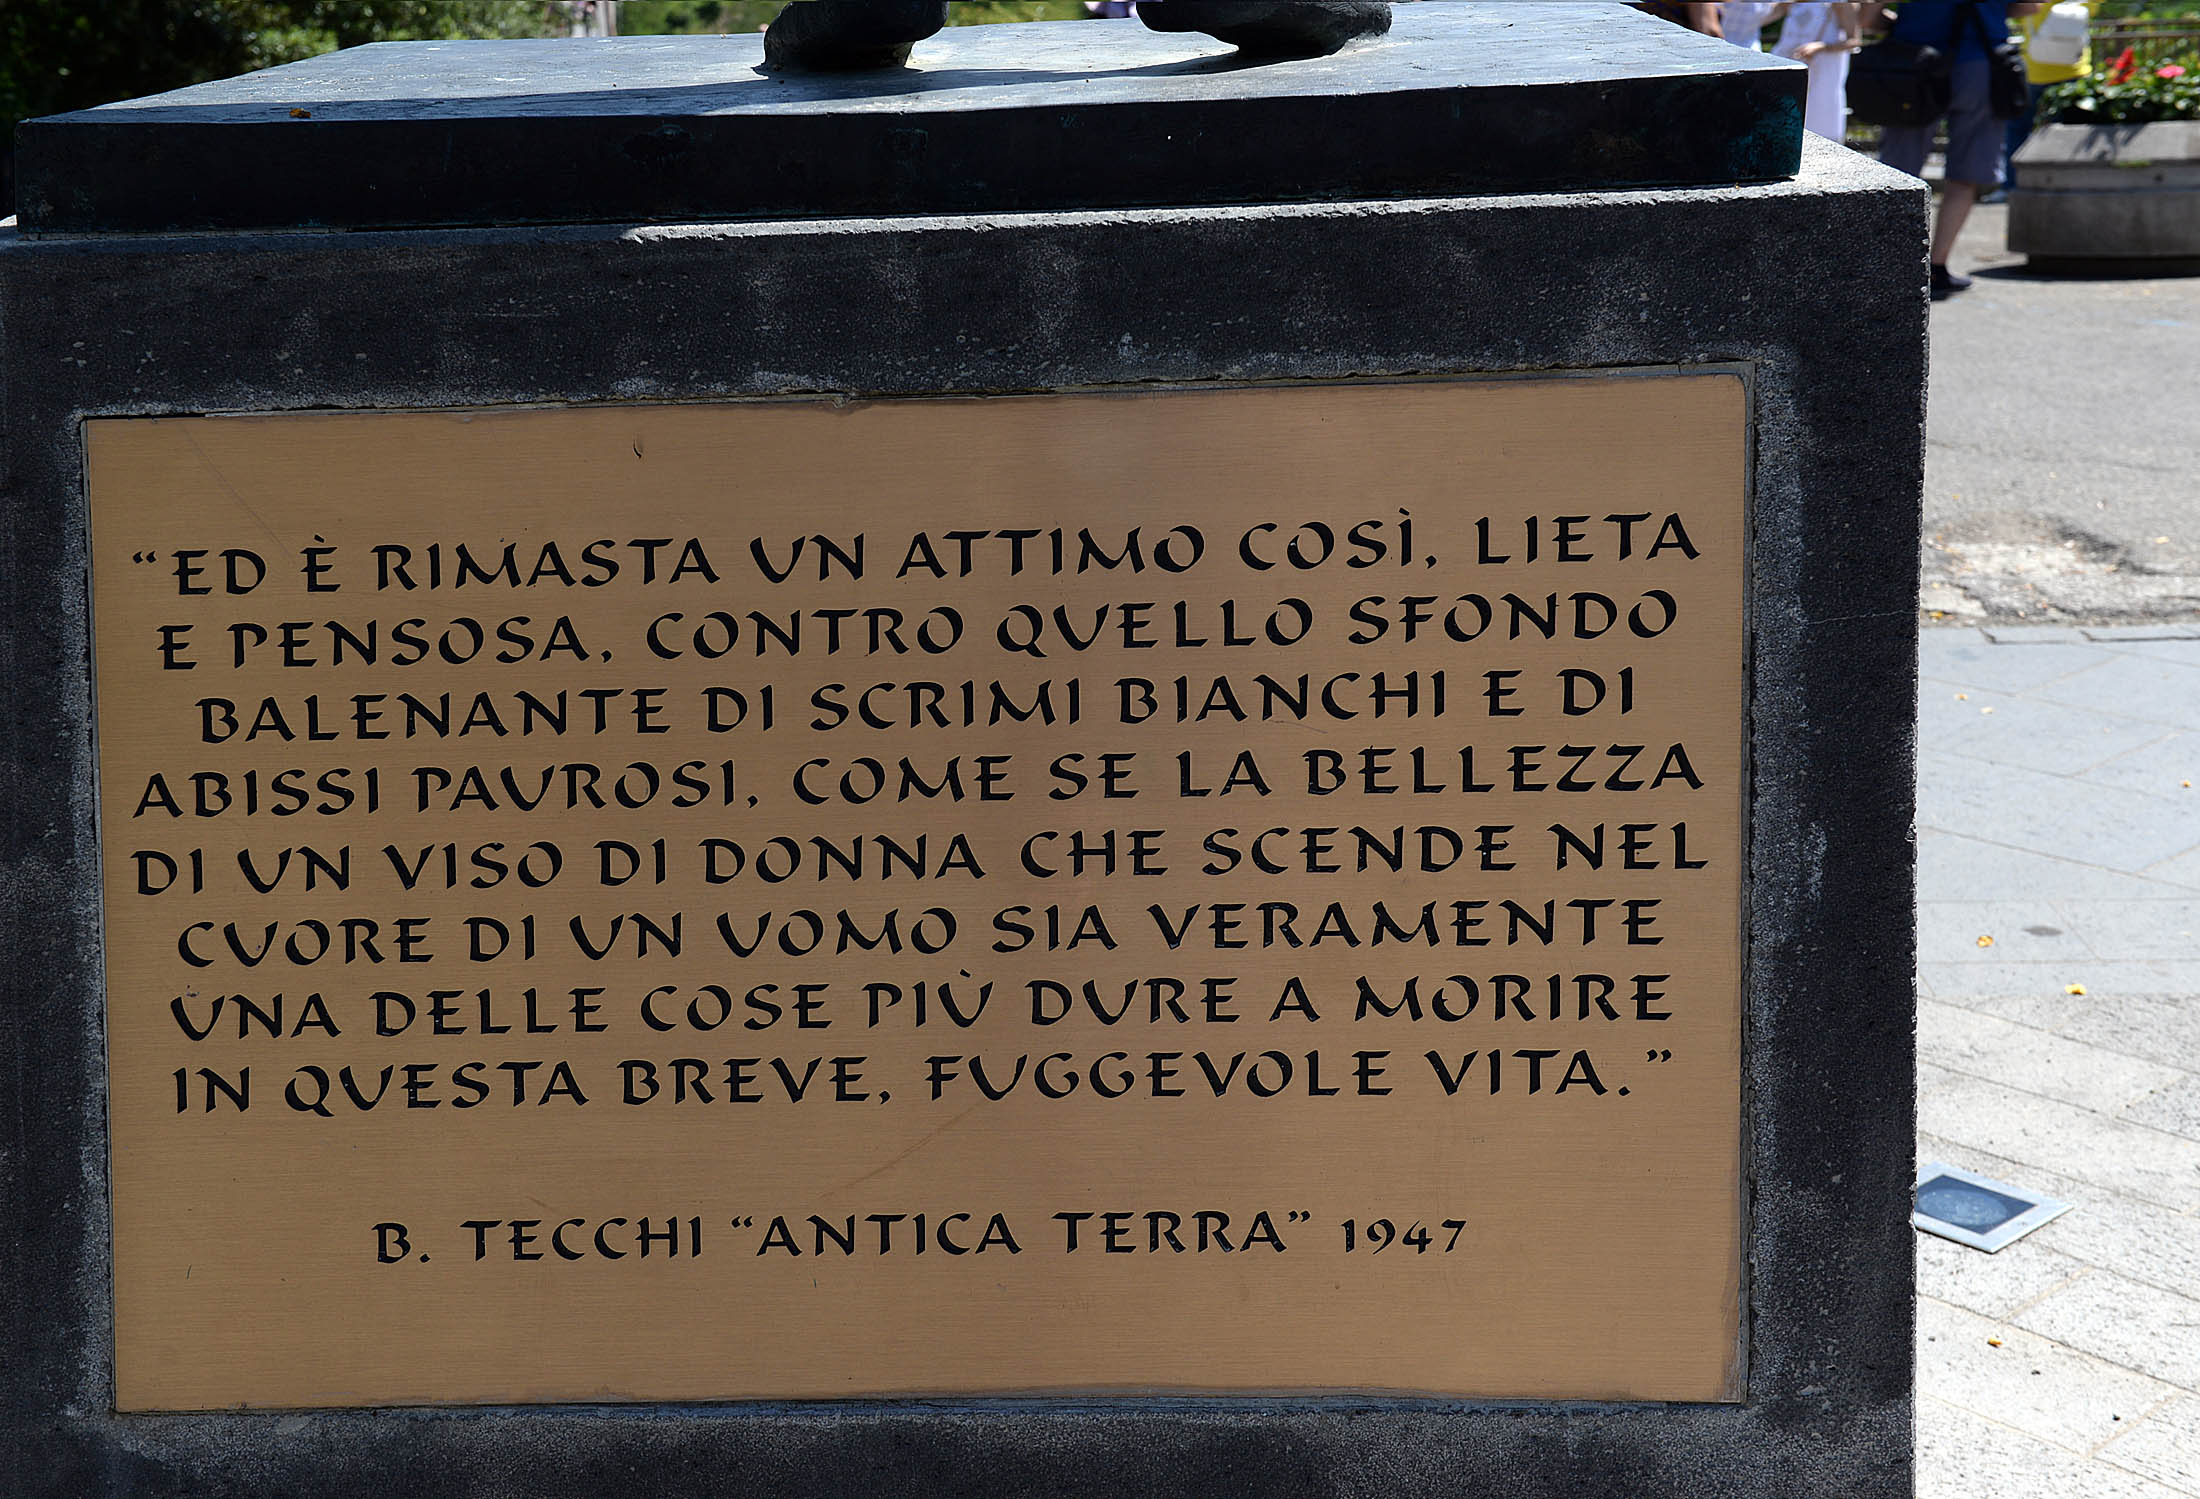 “ED È RIMASTA UN ATTIMO COSÌ, LIETA
E PENSOSA, CONTRO QUELLO SFONDO
BALENANTE DI SCRIMI BIANCHI E DI
ABISSI PAUROSI, COME SE LA BELLEZZA
DI UN VISO DI DONNA CHE SCENDE NEL
CUORE DI UN UOMO SIA VERAMENTE
UNA DELLE COSE PIÙ DURE A MORIRE
IN QUESTA BREVE, FUGGEVOLE VITA.”
B. TECCHI “ANTICA TERRA” 1947